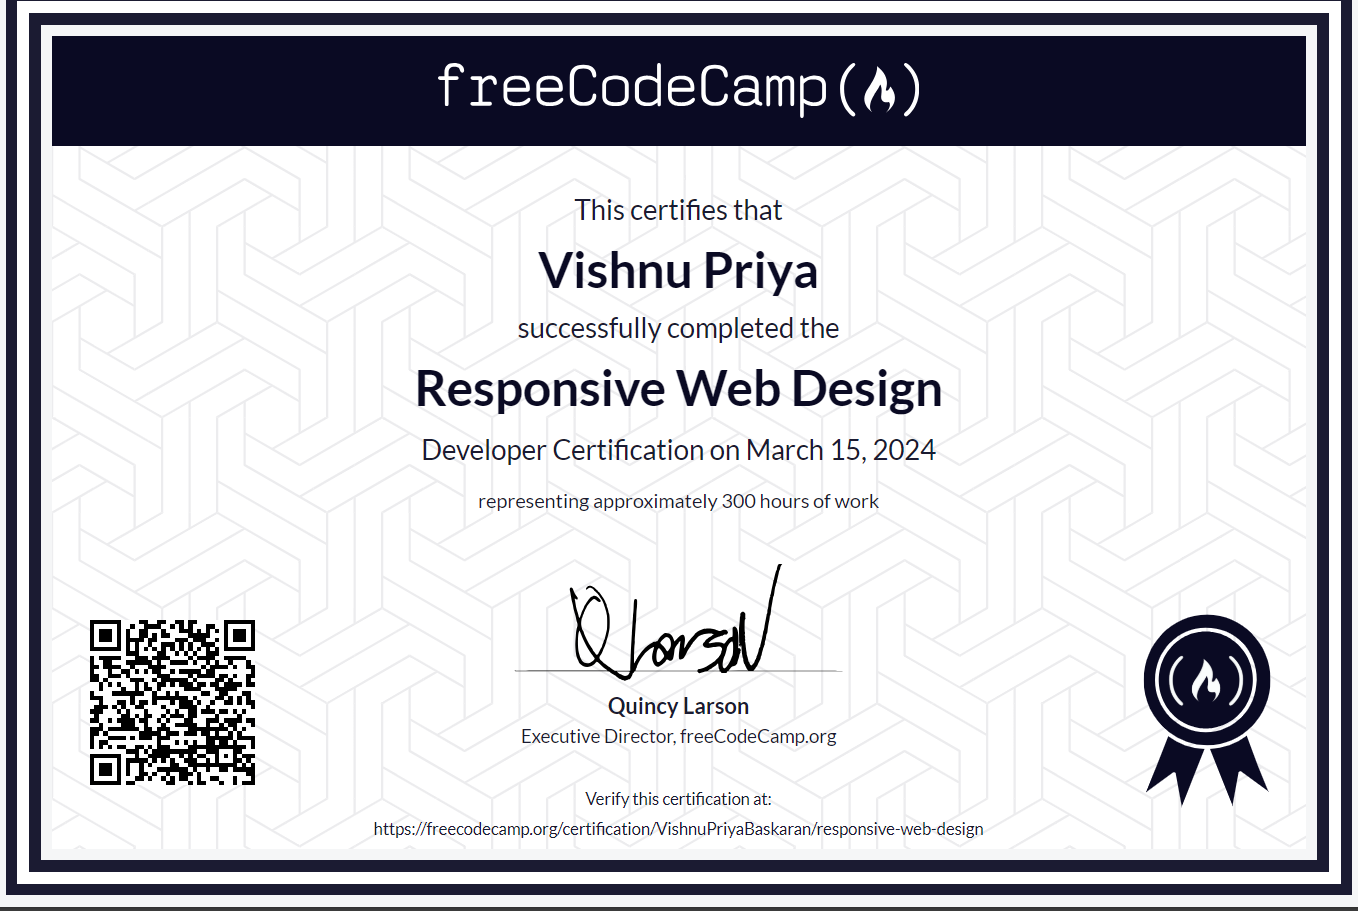 freeCodeCamp
This certifies that
Vishnu Priya
successfully completed the
Responsive Web Design
Developer Certification on March 15, 2024
representing approximately 300 hours of work
Quincy Larson
Executive Director, freeCodeCamp.org
Verify this certification at:
https://freecodecamp.org/certification/VishnuPriyaBaskaran/responsive-web-design